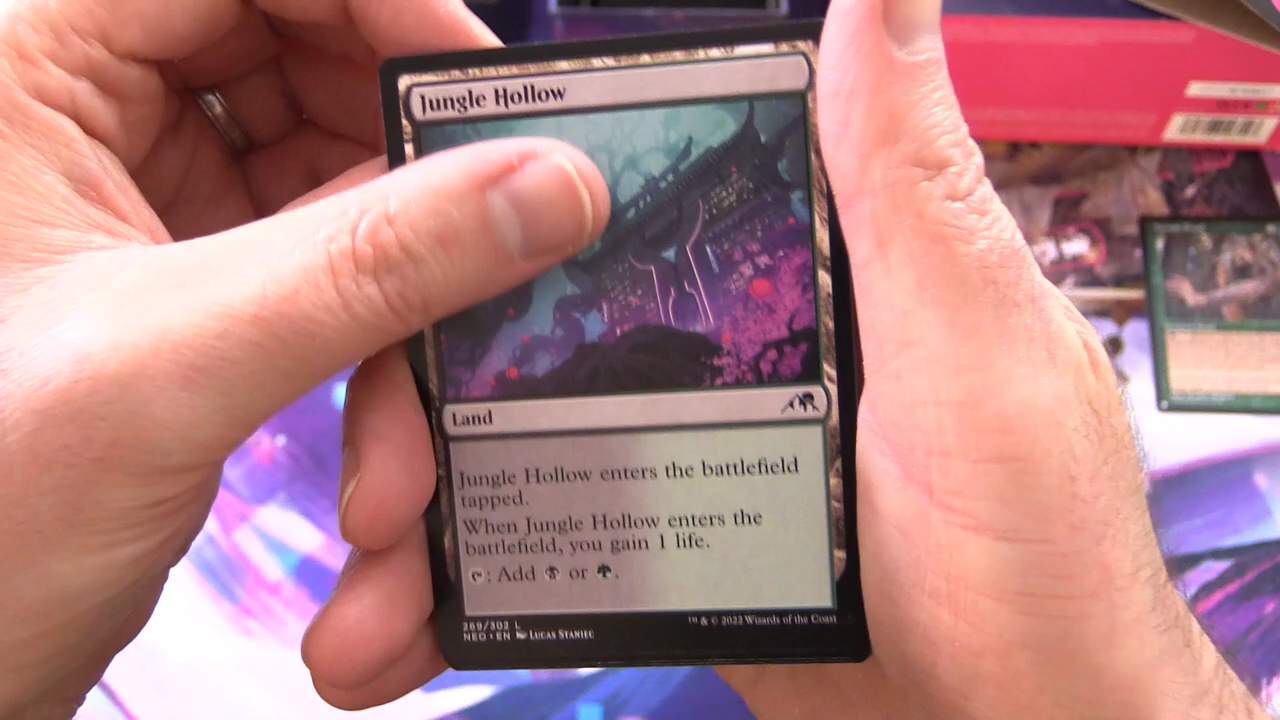 Jungle Hollow
Land
Jungle Hollow enters the battlefield
tapped.
When Jungle Hollow enters the
battlefield, you gain 1 life.
: Add or .
269/302 L
NEO • EN Lucas Staniec
™ & © 2022 Wizards of the Coast